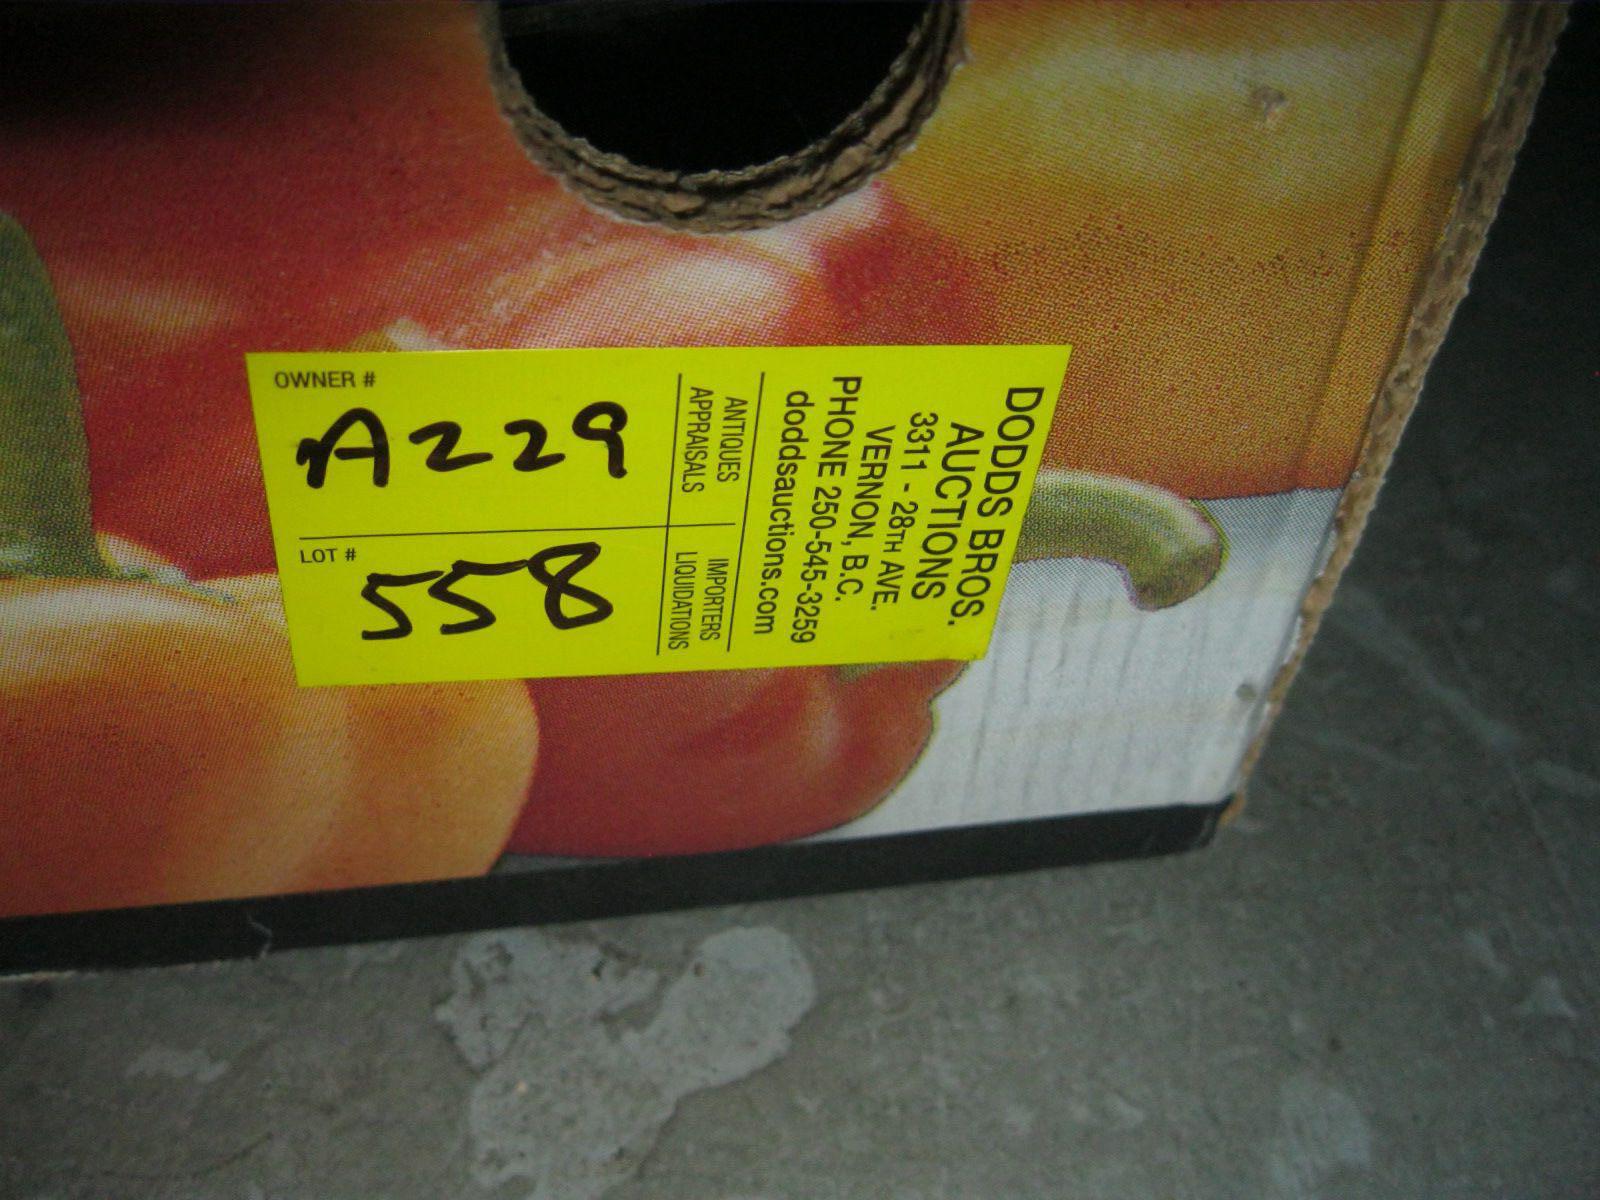 OWNER #
A229
LOT #
558
ANTIQUES
APPRAISALS
IMPORTERS
LIQUIDATIONS
DODDS BROS.
AUCTIONS
3311 - 28TH AVE.
VERNON, B.C.
PHONE 250-545-3259
doddsauctions.com